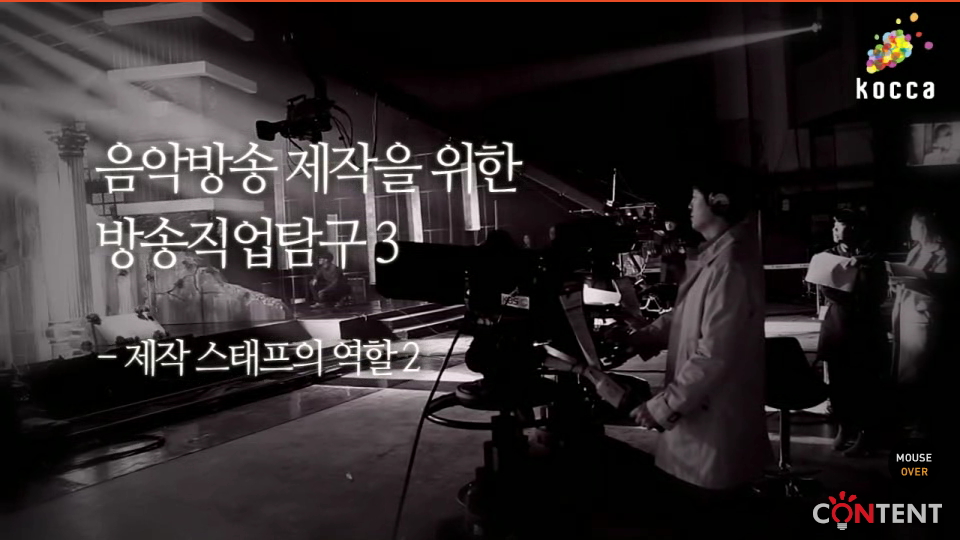 kocca
음악방송 제작을 위한
방송직업탐구 3
- 제작 스태프의 역할 2
MOUSE
OVER
CONTENT